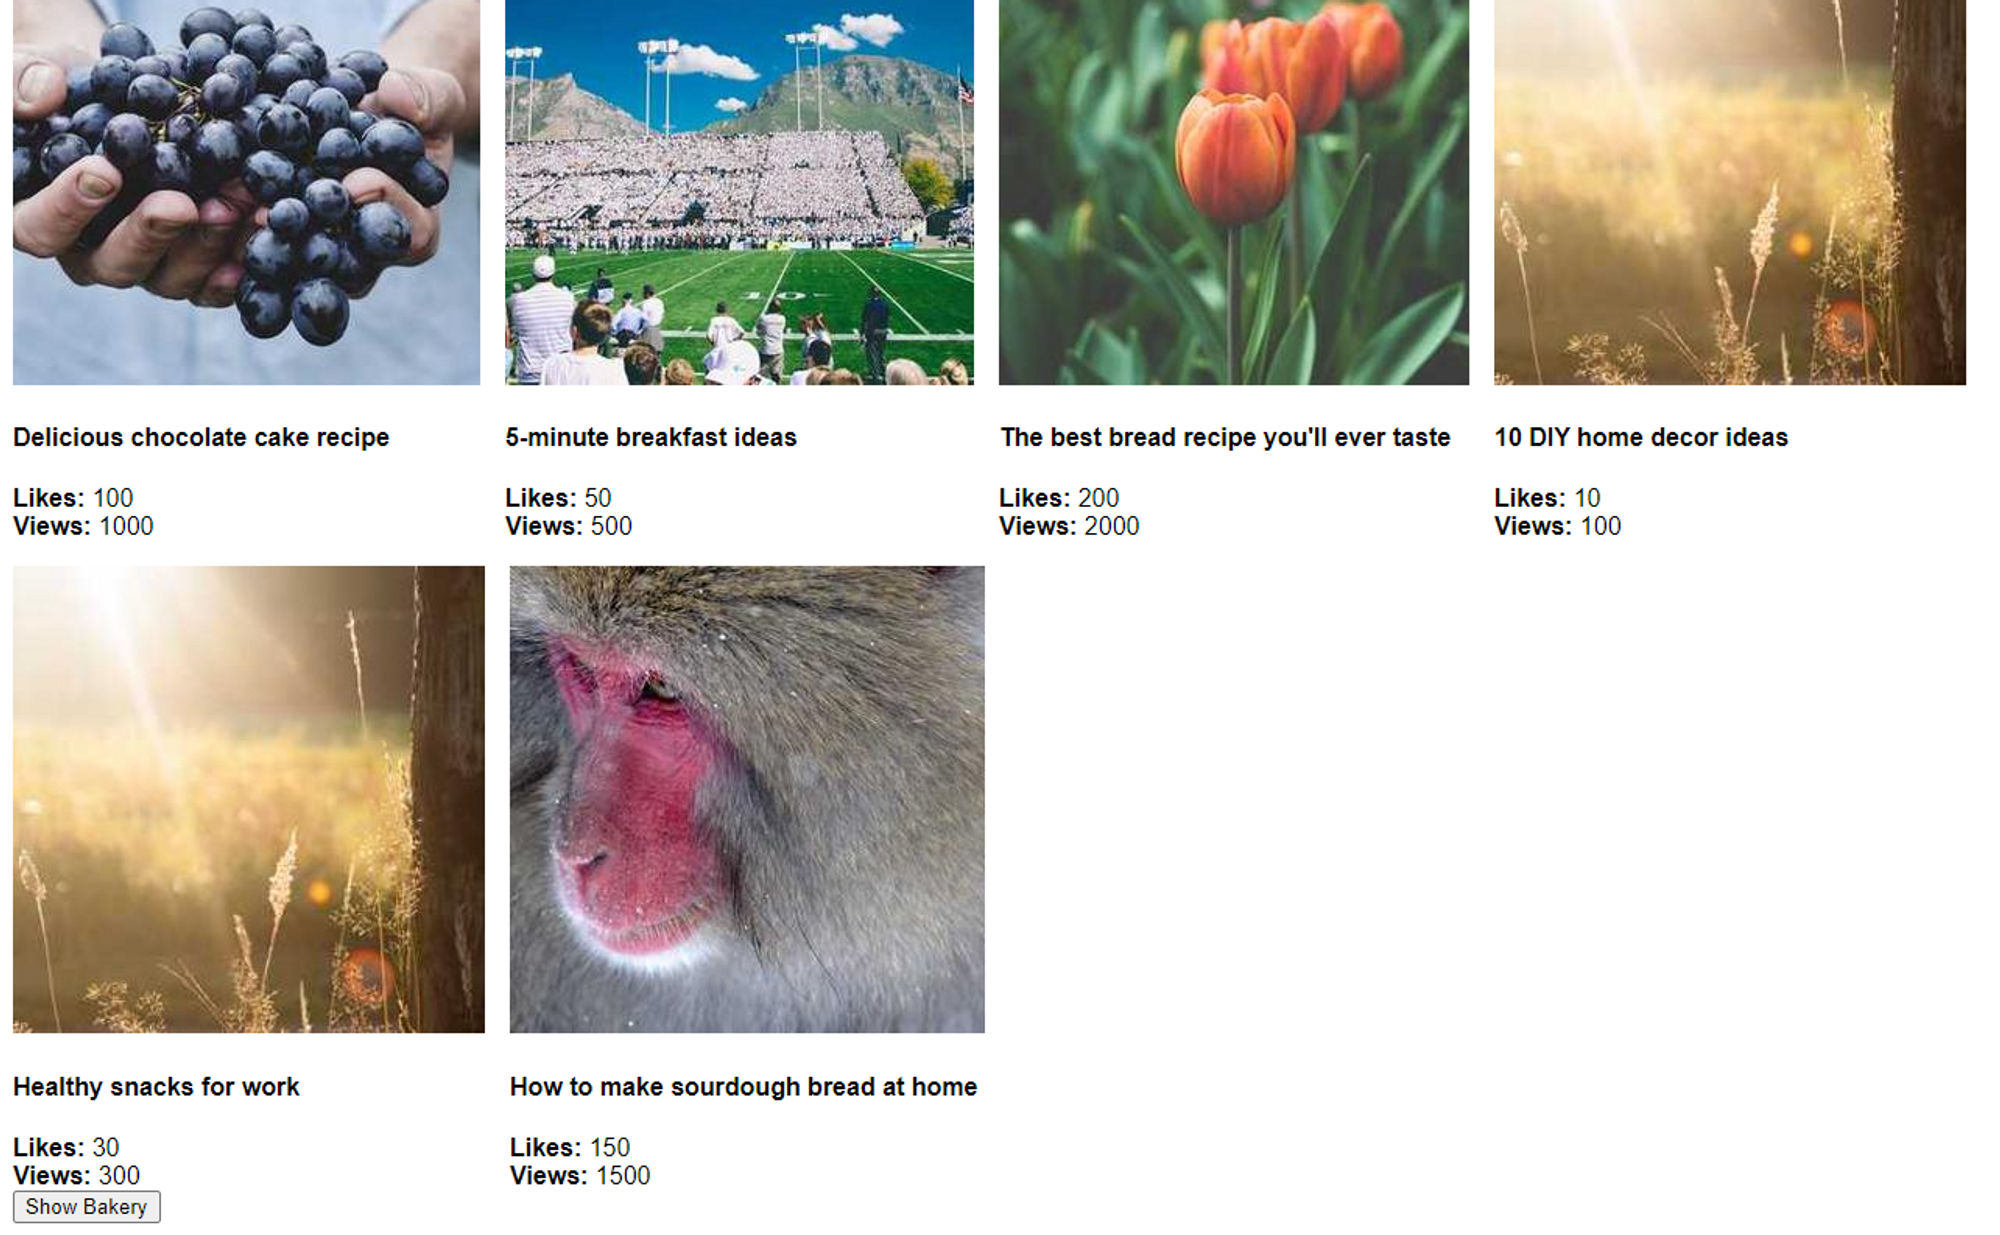 10
Delicious chocolate cake recipe
5-minute breakfast ideas
The best bread recipe you'll ever taste
10 DIY home decor ideas
Likes: 100
Views: 1000
Likes: 50
Views: 500
Likes: 200
Views: 2000
Likes: 10
Views: 100
Healthy snacks for work
How to make sourdough bread at home
Likes: 30
Views: 300
Likes: 150
Views: 1500
Show Bakery